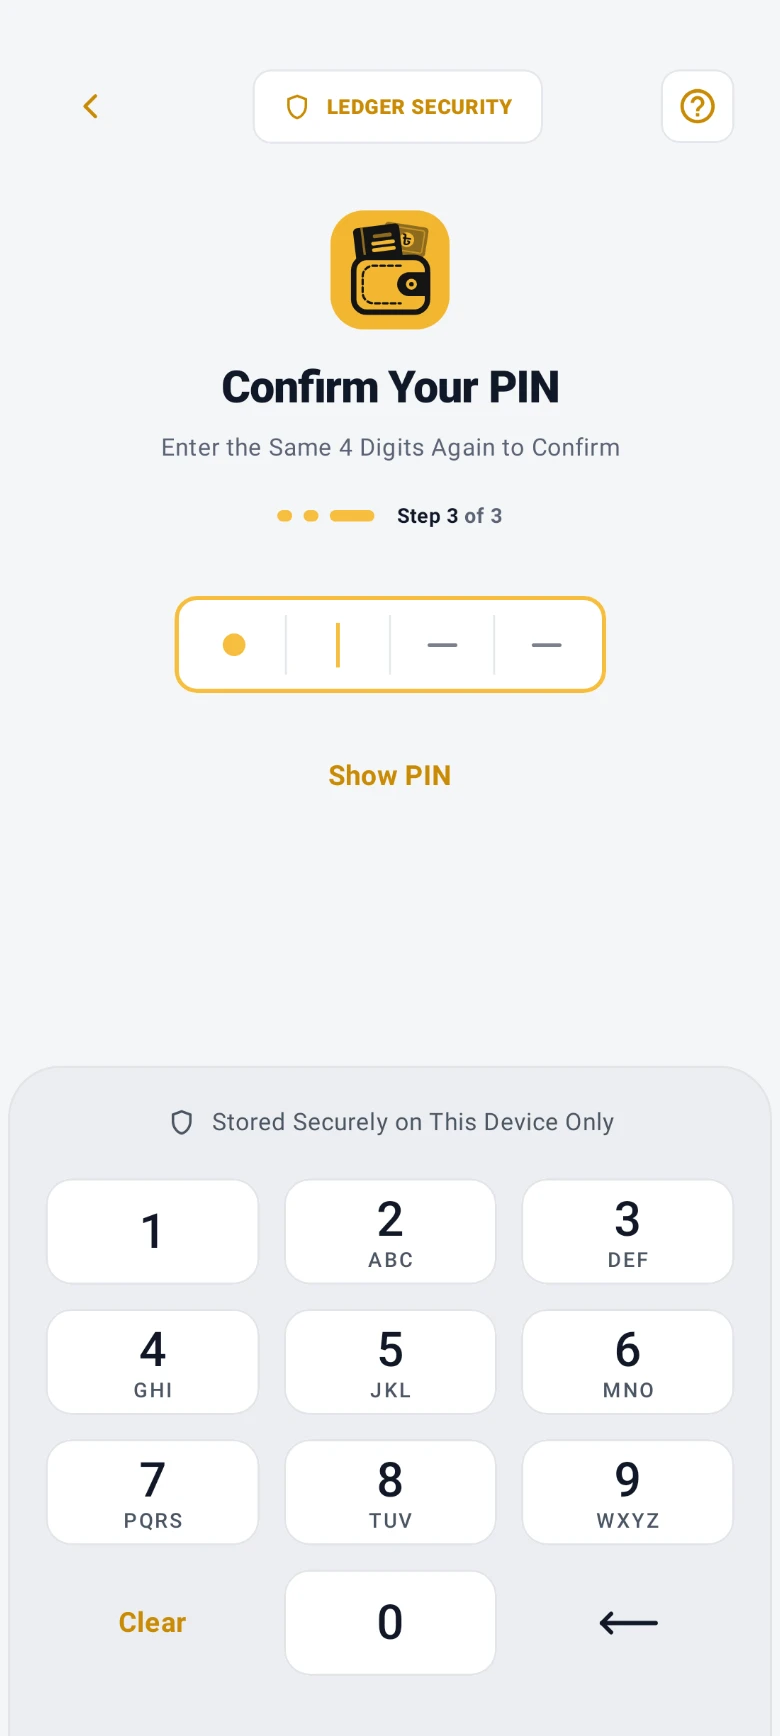 LEDGER SECURITY
Confirm Your PIN
Enter the Same 4 Digits Again to Confirm
Step 3 of 3
Show PIN
Stored Securely on This Device Only
1 2 3
ABC DEF
4 5 6
GHI JKL MNO
7 8 9
PQRS TUV WXYZ
Clear 0